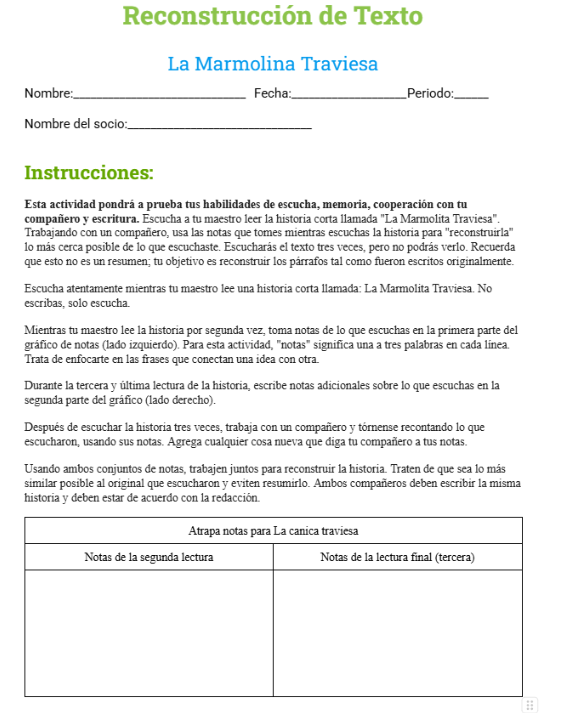 Reconstrucción de Texto
La Marmolina Traviesa
Nombre:____________________________ Fecha:___________________Periodo:______
Nombre del socio:______________________________
Instrucciones:
Esta actividad pondrá a prueba tus habilidades de escucha, memoria, cooperación con tu
compañero y escritura. Escucha a tu maestro leer la historia corta llamada "La Marmolita Traviesa".
Trabajando con un compañero, usa las notas que tomes mientras escuchas la historia para "reconstruirla"
lo más cerca posible de lo que escuchaste. Escucharás el texto tres veces, pero no podrás verlo. Recuerda
que esto no es un resumen; tu objetivo es reconstruir los párrafos tal como fueron escritos originalmente.
Escucha atentamente mientras tu maestro lee una historia corta llamada: La Marmolita Traviesa. No
escribas, solo escucha.
Mientras tu maestro lee la historia por segunda vez, toma notas de lo que escuchas en la primera parte del
gráfico de notas (lado izquierdo). Para esta actividad, "notas" significa una a tres palabras en cada línea.
Trata de enfocarte en las frases que conectan una idea con otra.
Durante la tercera y última lectura de la historia, escribe notas adicionales sobre lo que escuchas en la
segunda parte del gráfico (lado derecho).
Después de escuchar la historia tres veces, trabaja con un compañero y tórnense recontando lo que
escucharon, usando sus notas. Agrega cualquier cosa nueva que diga tu compañero a tus notas.
Usando ambos conjuntos de notas, trabajen juntos para reconstruir la historia. Traten de que sea lo más
similar posible al original que escucharon y eviten resumirlo. Ambos compañeros deben escribir la misma
historia y deben estar de acuerdo con la redacción.
Atrapa notas para La canica traviesa
Notas de la segunda lectura
Notas de la lectura final (tercera)